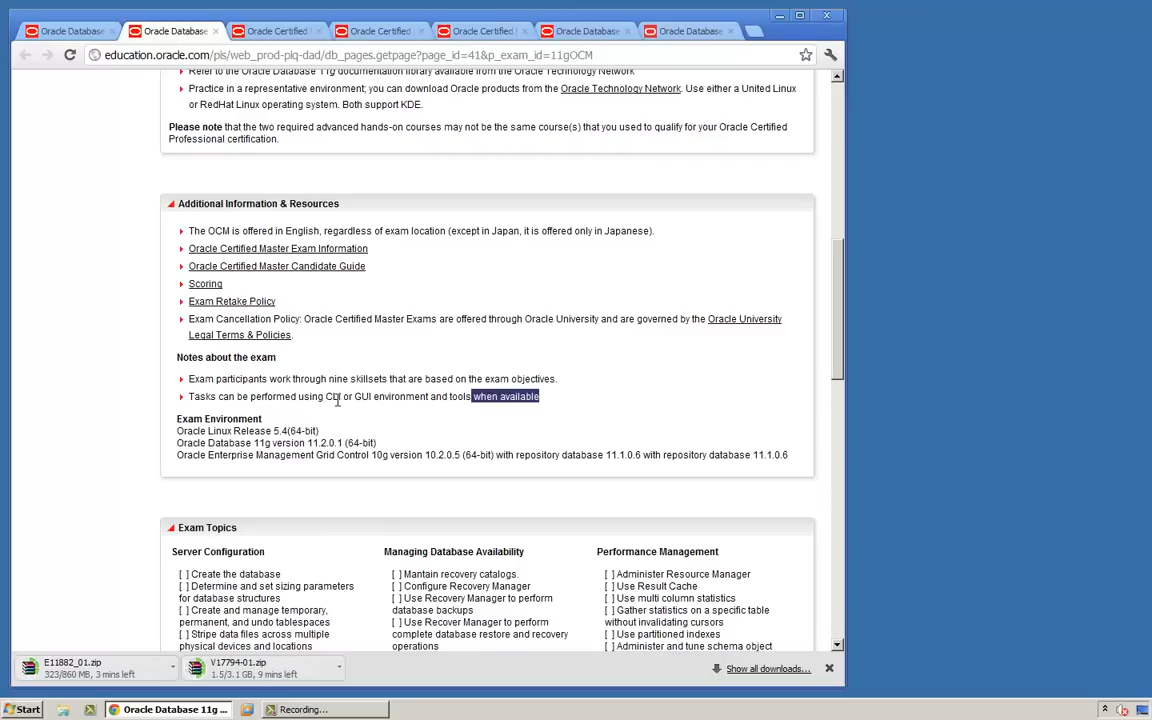 Oracle Database
Oracle Database
Oracle Certified
Oracle Certified
Oracle Certified
Oracle Database
Oracle Database
education.oracle.com/pls/web_prod-plq-dad/db_pages.getpage?page_id=41&p_exam_id=11gOCM
Refer to the Oracle Database 11g documentation library available from the Oracle Technology Network
Practice in a representative environment; you can download Oracle products from the Oracle Technology Network. Use either a United Linux
or RedHat Linux operating system. Both support KDE.
Please note that the two required advanced hands-on courses may not be the same course(s) that you used to qualify for your Oracle Certified
Professional certification.
Additional Information & Resources
The OCM is offered in English, regardless of exam location (except in Japan, it is offered only in Japanese).
Oracle Certified Master Exam Information
Oracle Certified Master Candidate Guide
Scoring
Exam Retake Policy
Exam Cancellation Policy: Oracle Certified Master Exams are offered through Oracle University and are governed by the Oracle University
Legal Terms & Policies.
Notes about the exam
Exam participants work through nine skillsets that are based on the exam objectives.
Tasks can be performed using CLI or GUI environment and tools when available
Exam Environment
Oracle Linux Release 5.4(64-bit)
Oracle Database 11g version 11.2.0.1 (64-bit)
Oracle Enterprise Management Grid Control 10g version 10.2.0.5 (64-bit) with repository database 11.1.0.6 with repository database 11.1.0.6
Exam Topics
Server Configuration
[ ] Create the database
[ ] Determine and set sizing parameters
for database structures
[ ] Create and manage temporary,
permanent, and undo tablespaces
[ ] Stripe data files across multiple
physical devices and locations
Managing Database Availability
[ ] Mantain recovery catalogs.
[ ] Configure Recovery Manager
[ ] Use Recovery Manager to perform
database backups
[ ] Use Recover Manager to perform
complete database restore and recovery
operations
Performance Management
[ ] Administer Resource Manager
[ ] Use Result Cache
[ ] Use multi column statistics
[ ] Gather statistics on a specific table
without invalidating cursors
[ ] Use partitioned indexes
[ ] Administer and tune schema object
E11882_01.zip
323/860 MB, 3 mins left
V17794-01.zip
1.5/3.1 GB, 9 mins left
Show all downloads...
Start
Oracle Database 11g ...
Recording...